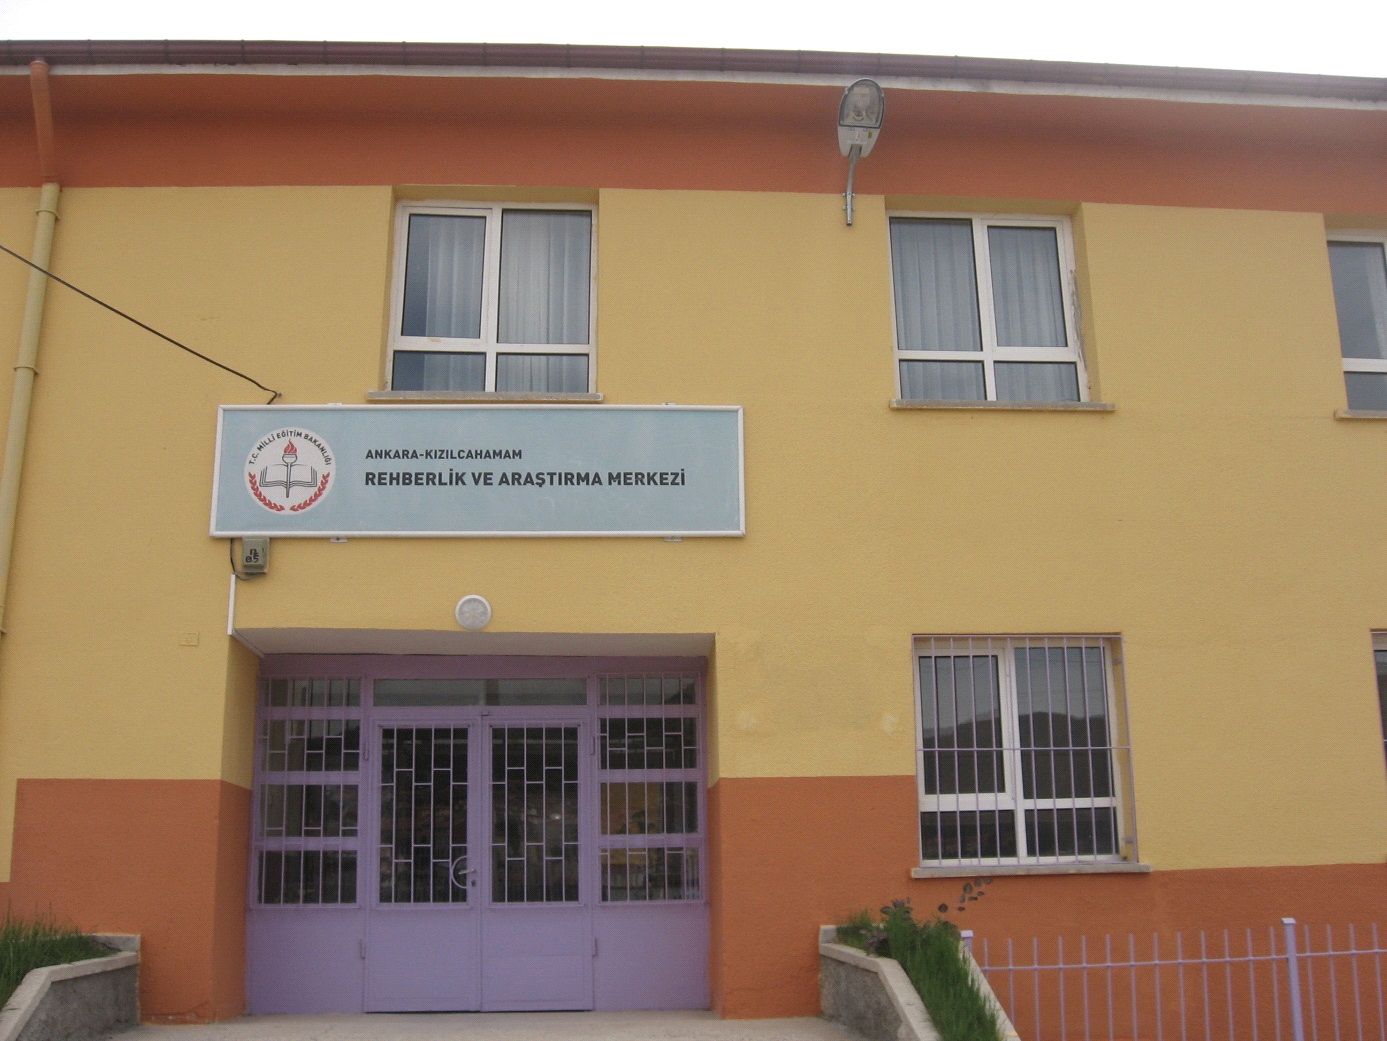 T.C. MİLLİ EĞİTİM BAKANLIĞI
ANKARA-KIZILCAHAMAM
REHBERLİK VE ARAŞTIRMA MERKEZİ